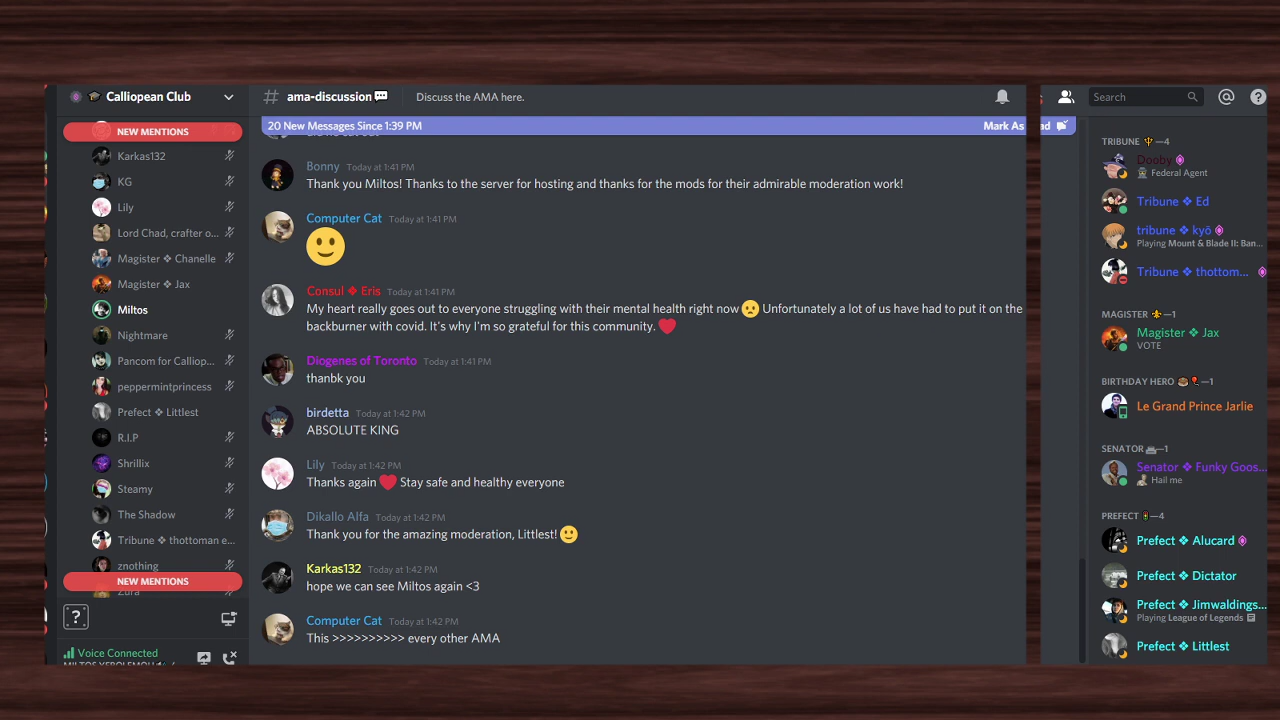 Calliopean Club
NEW MENTIONS
Karkas132
KG
Lily
Lord Chad, crafter o...
Magister ❖ Chanelle
Magister ❖ Jax
Miltos
Nightmare
Pancom for Calliop...
peppermintprincess
Prefect ❖ Littlest
R.I.P
Shrillix
Steamy
The Shadow
Tribune ❖ thottoman e...
znothing
NEW MENTIONS
Zura
?
Voice Connected
# ama-discussion💬
Discuss the AMA here.
20 New Messages Since 1:39 PM
Mark As
ad
Bonny Today at 1:41 PM
Thank you Miltos! Thanks to the server for hosting and thanks for the mods for their admirable moderation work!
Computer Cat Today at 1:41 PM
🙂
Consul ❖ Eris Today at 1:41 PM
My heart really goes out to everyone struggling with their mental health right now 🙁 Unfortunately a lot of us have had to put it on the
backburner with covid. It's why I'm so grateful for this community. ❤️
Diogenes of Toronto Today at 1:41 PM
thanbk you
birdetta Today at 1:42 PM
ABSOLUTE KING
Lily Today at 1:42 PM
Thanks again ❤️ Stay safe and healthy everyone
Dikallo Alfa Today at 1:42 PM
Thank you for the amazing moderation, Littlest! 🙂
Karkas132 Today at 1:42 PM
hope we can see Miltos again <3
Computer Cat Today at 1:42 PM
This >>>>>>>>>> every other AMA
Search
@
?
TRIBUNE 🔱—4
Dooby
Federal Agent
Tribune ❖ Ed
tribune ❖ kyō
Playing Mount & Blade II: Ban...
Tribune ❖ thottom...
MAGISTER ⚜️—1
Magister ❖ Jax
VOTE
BIRTHDAY HERO 🎂🎈—1
Le Grand Prince Jarlie
SENATOR —1
Senator ❖ Funky Goos...
Hail me
PREFECT 🚦—4
Prefect ❖ Alucard
Prefect ❖ Dictator
Prefect ❖ Jimwaldings...
Playing League of Legends
Prefect ❖ Littlest